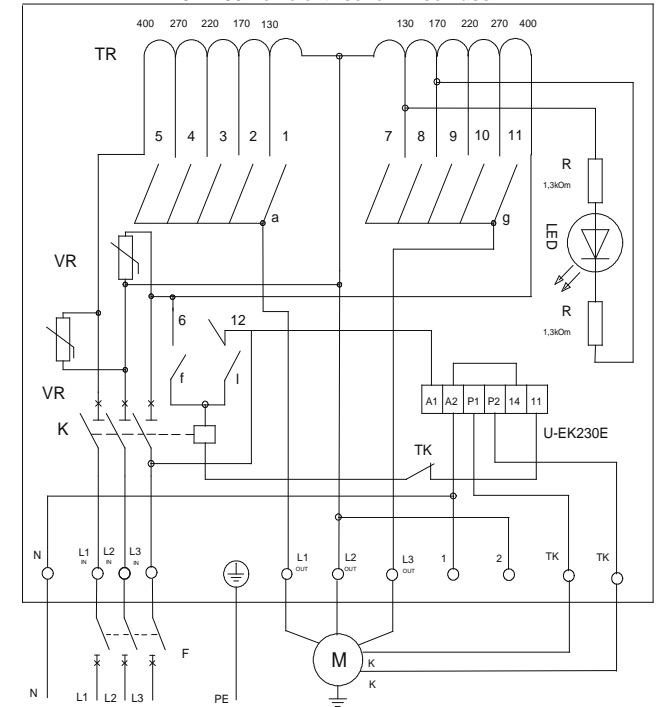 400 270 220 170 130
130 170 220 270 400
TR
5 4 3 2 1
7 8 9 10 11
a
g
R
1,3kOm
LED
R
1,3kOm
VR
6 12
f l
VR
K
A1 A2 P1 P2 14 11
U-EK230E
TK
N
L1 IN
L2 IN
L3 IN
L1 OUT
L2 OUT
L3 OUT
1
2
TK
TK
F
M
K
K
N
L1 L2 L3
PE